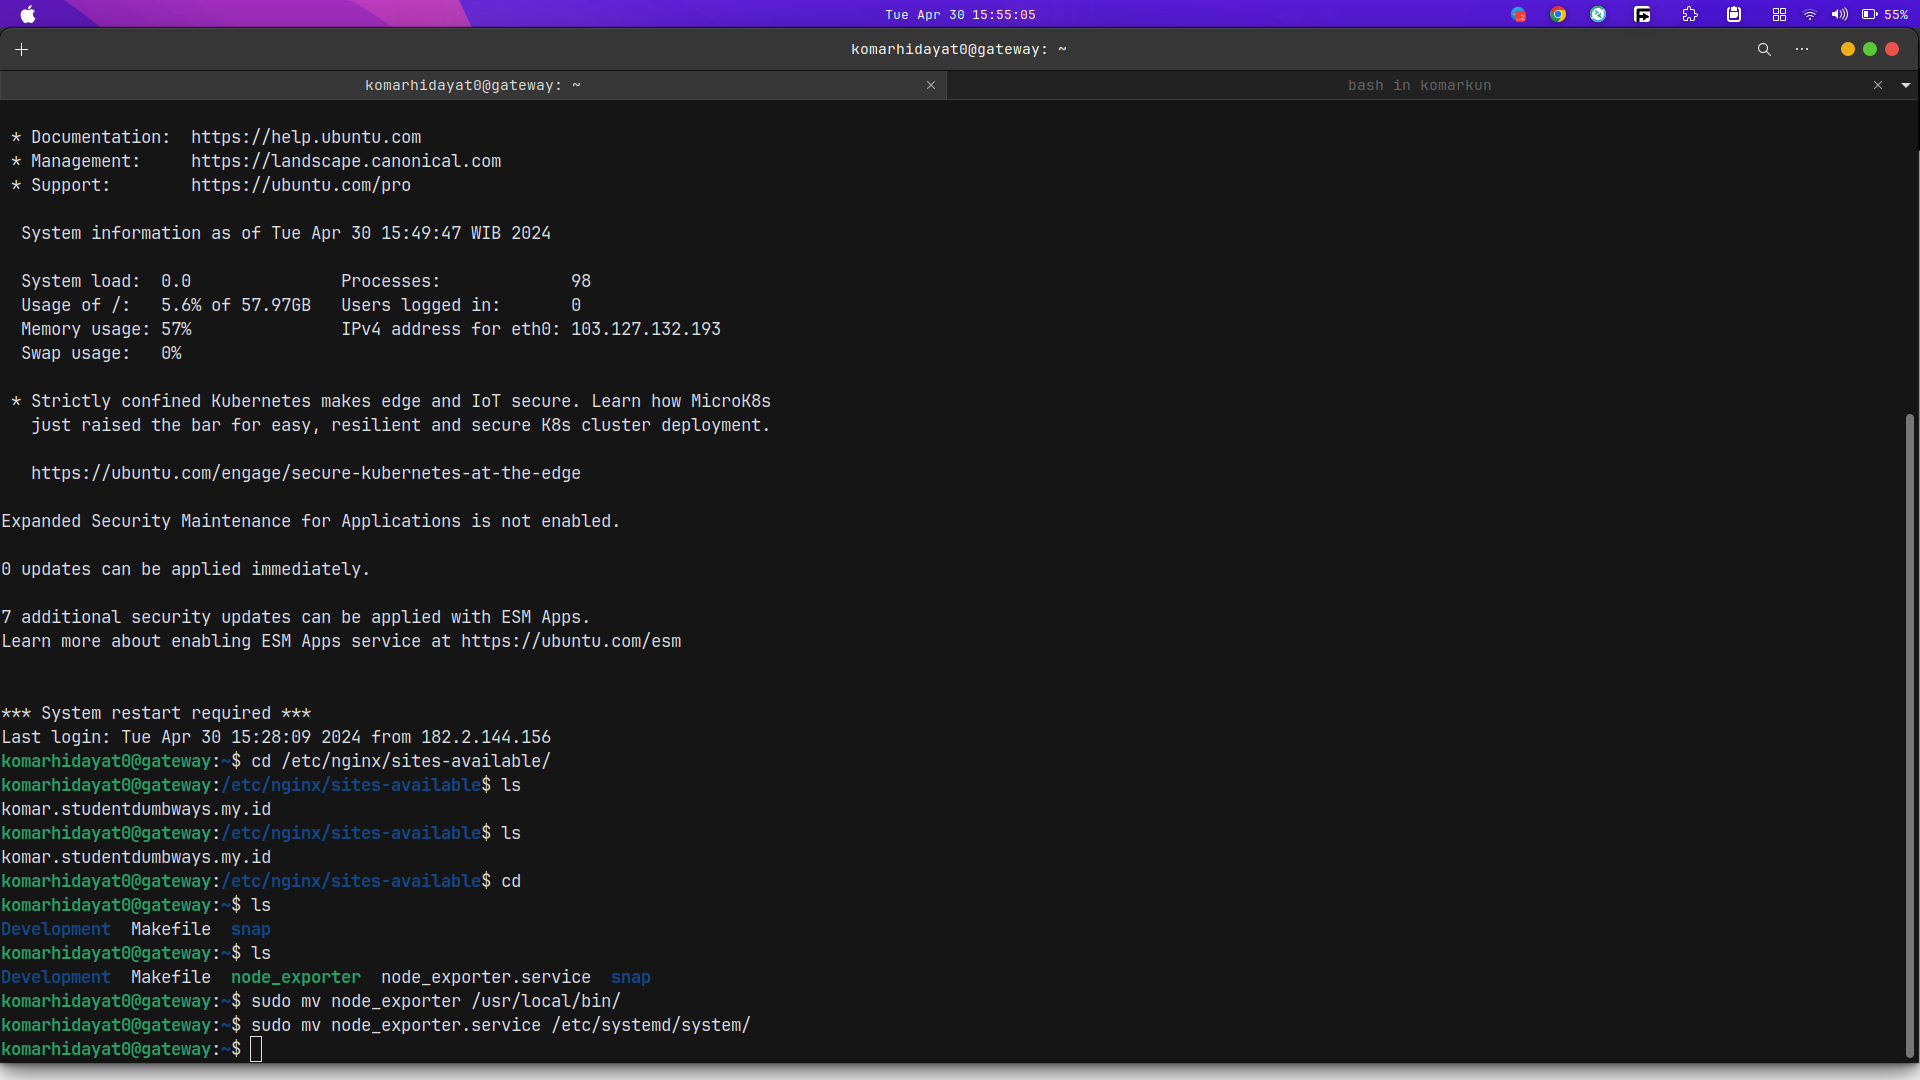 Tue Apr 30 15:55:05
55%
komarhidayat0@gateway: ~
komarhidayat0@gateway: ~
bash in komarkun
* Documentation:  https://help.ubuntu.com
* Management:     https://landscape.canonical.com
* Support:        https://ubuntu.com/pro
System information as of Tue Apr 30 15:49:47 WIB 2024
System load:  0.0               Processes:             98
Usage of /:   5.6% of 57.97GB   Users logged in:       0
Memory usage: 57%               IPv4 address for eth0: 103.127.132.193
Swap usage:   0%
* Strictly confined Kubernetes makes edge and IoT secure. Learn how MicroK8s
just raised the bar for easy, resilient and secure K8s cluster deployment.
https://ubuntu.com/engage/secure-kubernetes-at-the-edge
Expanded Security Maintenance for Applications is not enabled.
0 updates can be applied immediately.
7 additional security updates can be applied with ESM Apps.
Learn more about enabling ESM Apps service at https://ubuntu.com/esm
*** System restart required ***
Last login: Tue Apr 30 15:28:09 2024 from 182.2.144.156
komarhidayat0@gateway:~$ cd /etc/nginx/sites-available/
komarhidayat0@gateway:/etc/nginx/sites-available$ ls
komar.studentdumbways.my.id
komarhidayat0@gateway:/etc/nginx/sites-available$ ls
komar.studentdumbways.my.id
komarhidayat0@gateway:/etc/nginx/sites-available$ cd
komarhidayat0@gateway:~$ ls
Development  Makefile  snap
komarhidayat0@gateway:~$ ls
Development  Makefile  node_exporter  node_exporter.service  snap
komarhidayat0@gateway:~$ sudo mv node_exporter /usr/local/bin/
komarhidayat0@gateway:~$ sudo mv node_exporter.service /etc/systemd/system/
komarhidayat0@gateway:~$